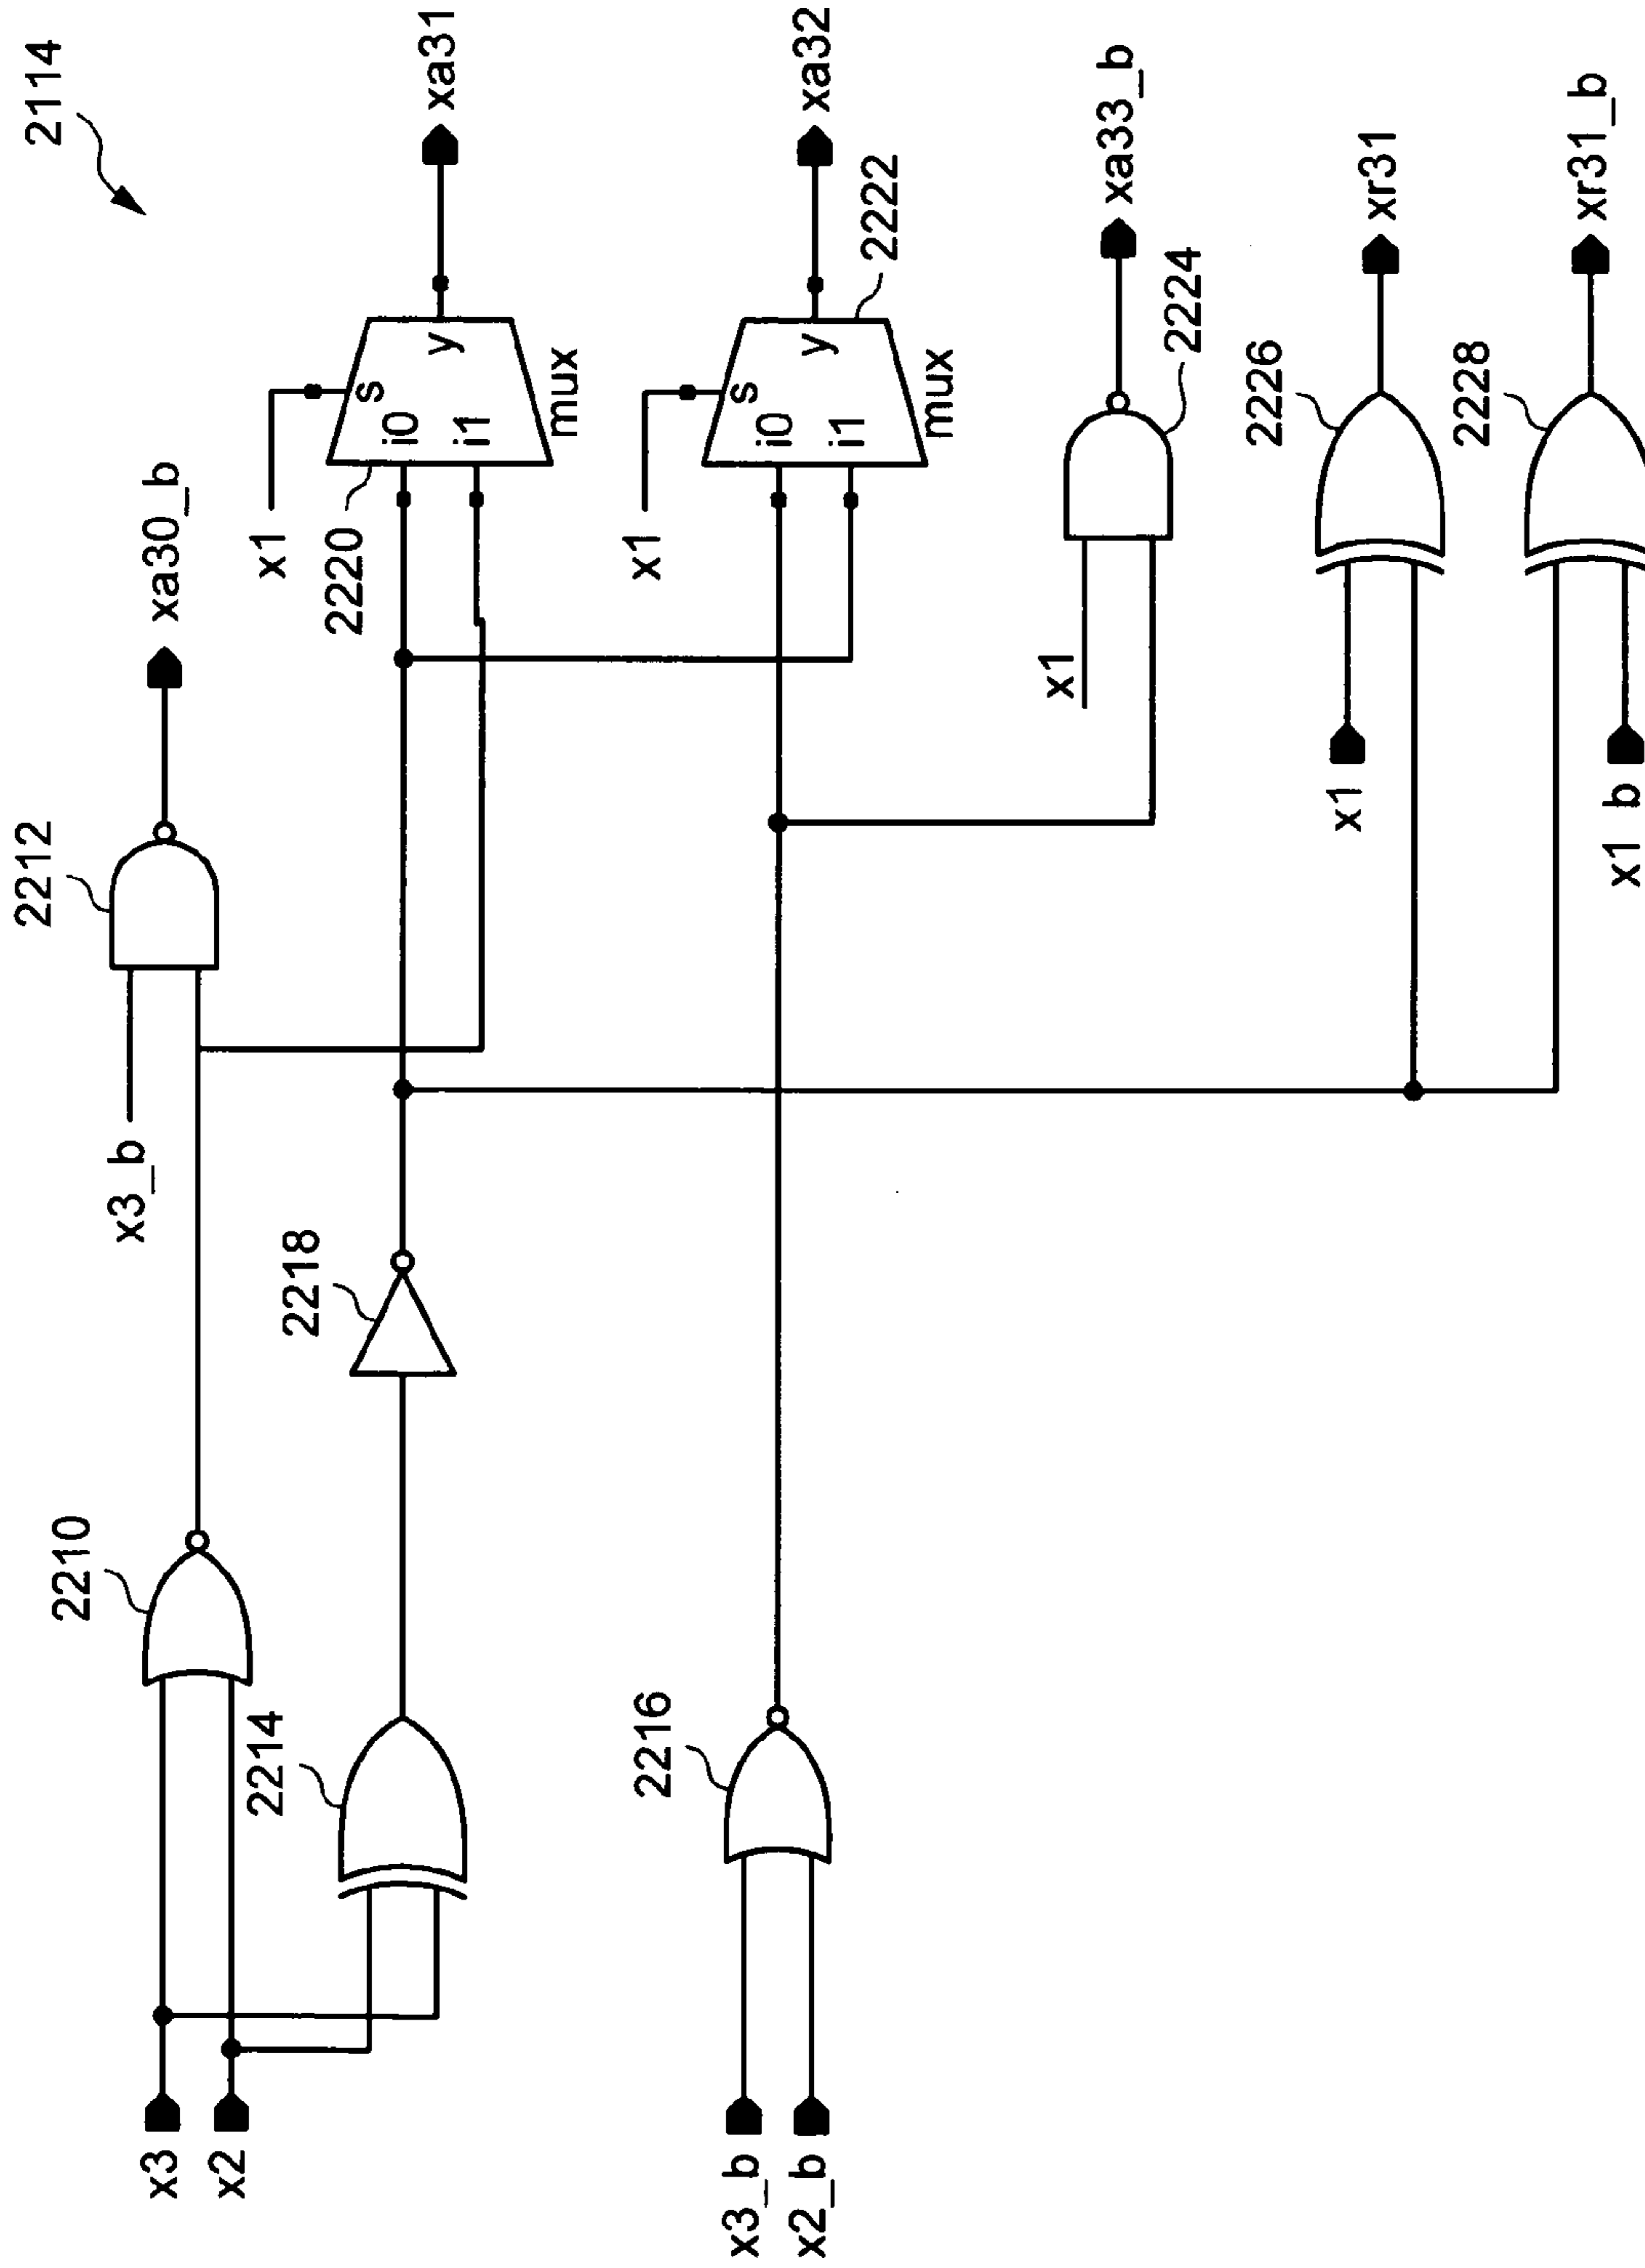 2114
2212
xa30_b
x3_b
2210
x3
x2
2214
2218
x1
2220
s
i0
i1
y
mux
xa31
x1
s
i0
i1
y
mux
2222
xa32
x3_b
x2_b
2216
x1
2224
xa33_b
x1
2226
xr31
x1 b
2228
xr31_b